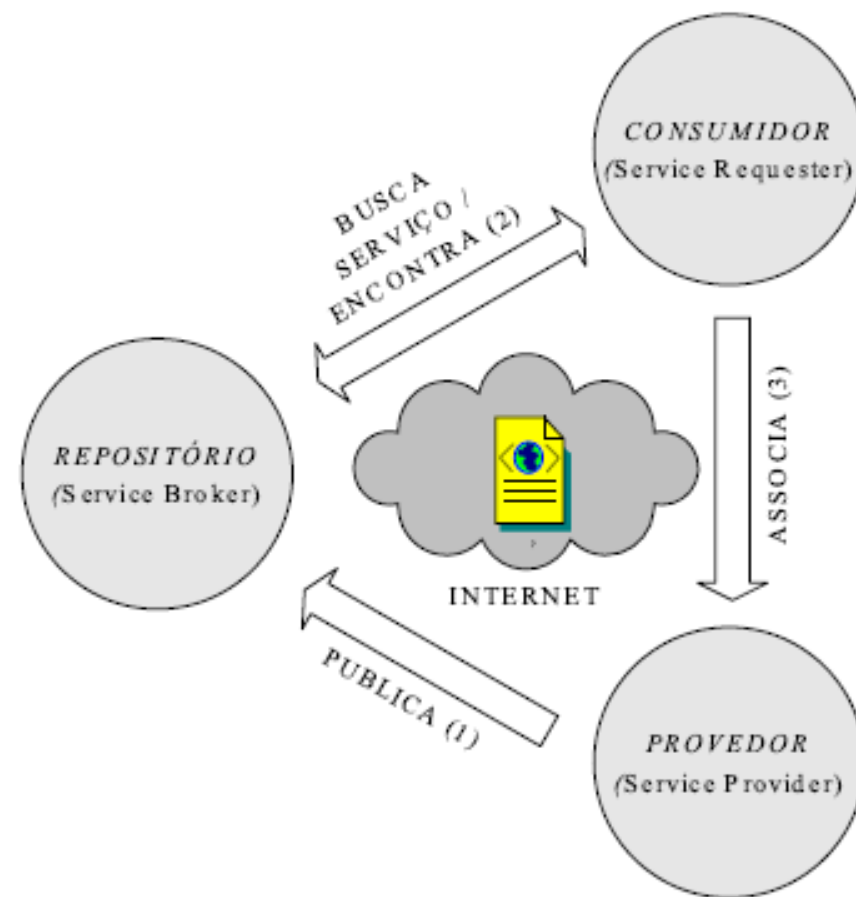 CONSUMIDOR
(Service Requester)
BUSCA
SERVIÇO /
ENCONTRA (2)
REPOSITÓRIO
(Service Broker)
ASSOCIA (3)
INTERNET
PUBLICA (1)
PROVEDOR
(Service Provider)